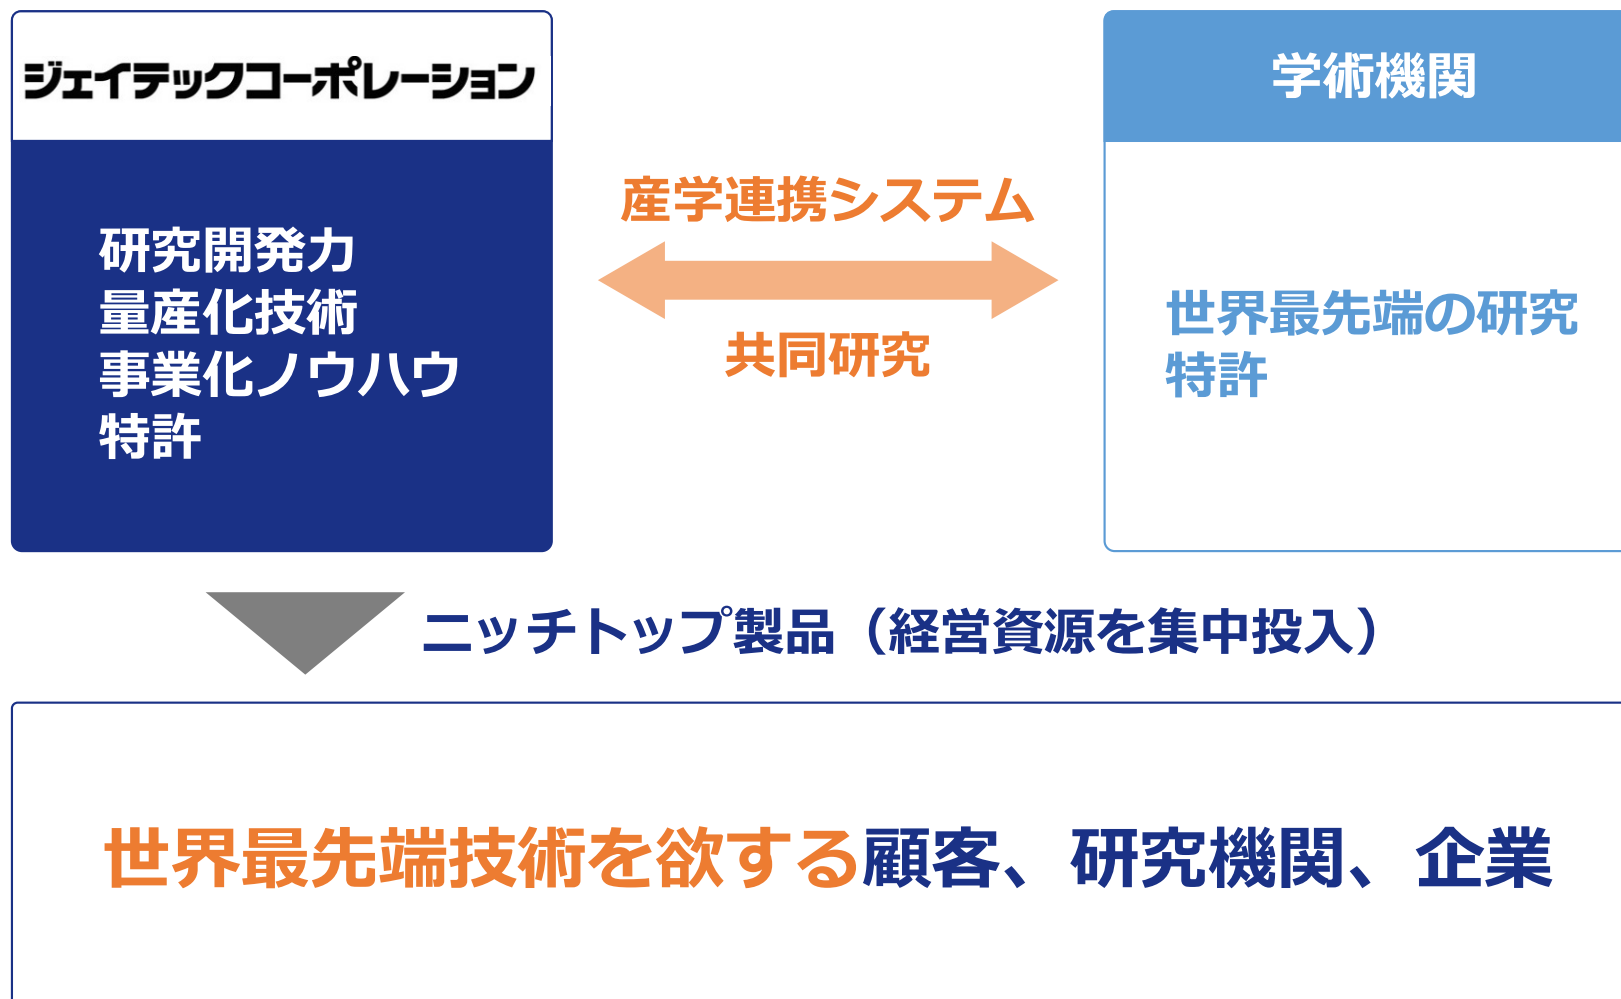 ジェイテックコーポレーション
研究開発力
量産化技術
事業化ノウハウ
特許
産学連携システム
共同研究
学術機関
世界最先端の研究
特許
ニッチトップ製品（経営資源を集中投入）
世界最先端技術を欲する顧客、研究機関、企業